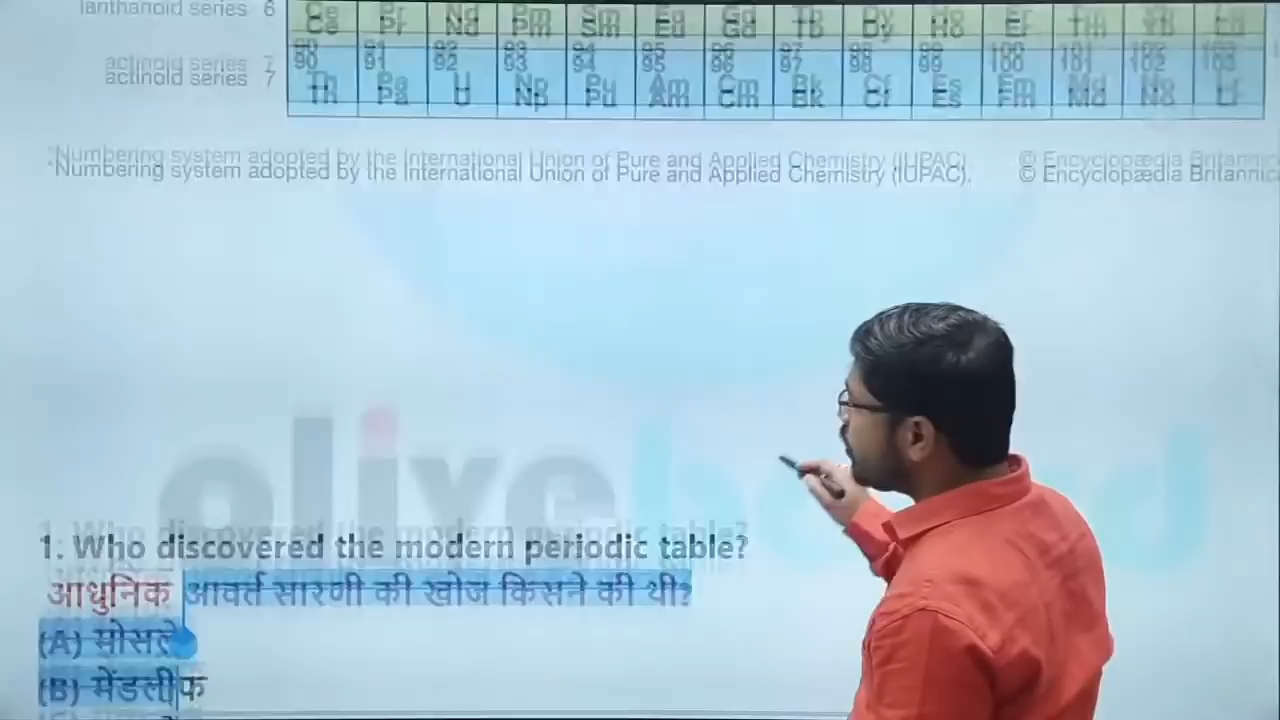 lanthanoid series 6 Ce Pr Nd Pm Sm Eu Gd Tb Dy Ho Er Tm Yb Lu
90 91 92 93 94 95 96 97 98 99 100 101 102 103
actinoid series 7 Th Pa U Np Pu Am Cm Bk Cf Es Fm Md No Lr
*Numbering system adopted by the International Union of Pure and Applied Chemistry (IUPAC). © Encyclopædia Britannic
oliveboard
1. Who discovered the modern periodic table?
आधुनिक आवर्त सारणी की खोज किसने की थी?
(A) मोसले
(B) मेंडलीफ